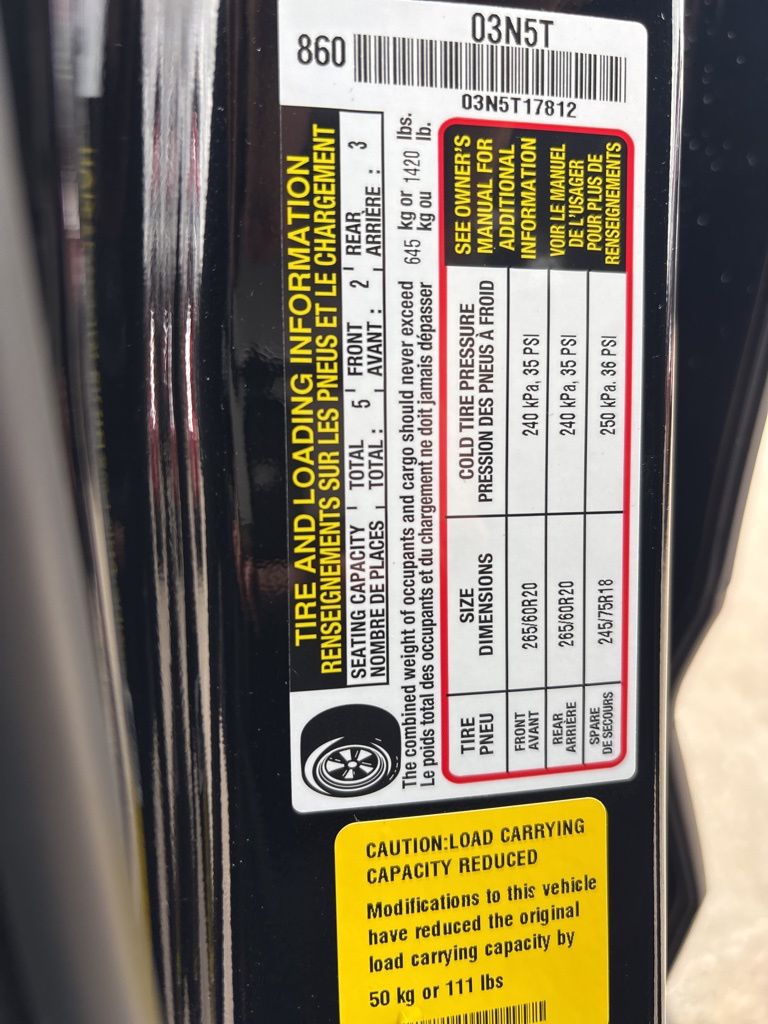 860
03N5T
03N5T17812
TIRE AND LOADING INFORMATION
RENSEIGNEMENTS SUR LES PNEUS ET LE CHARGEMENT
SEATING CAPACITY TOTAL 5 FRONT 2 REAR 3
NOMBRE DE PLACES TOTAL : AVANT : ARRIÈRE :
The combined weight of occupants and cargo should never exceed 645 kg or 1420 lbs.
Le poids total des occupants et du chargement ne doit jamais dépasser kg ou lb.
TIRE SIZE COLD TIRE PRESSURE
PNEU DIMENSIONS PRESSION DES PNEUS À FROID
FRONT 265/60R20 240 kPa, 35 PSI
AVANT
REAR 265/60R20 240 kPa, 35 PSI
ARRIÈRE
SPARE 245/75R18 250 kPa. 36 PSI
DE SECOURS
SEE OWNER'S
MANUAL FOR
ADDITIONAL
INFORMATION
VOIR LE MANUEL
DE L'USAGER
POUR PLUS DE
RENSEIGNEMENTS
CAUTION:LOAD CARRYING
CAPACITY REDUCED
Modifications to this vehicle
have reduced the original
load carrying capacity by
50 kg or 111 lbs